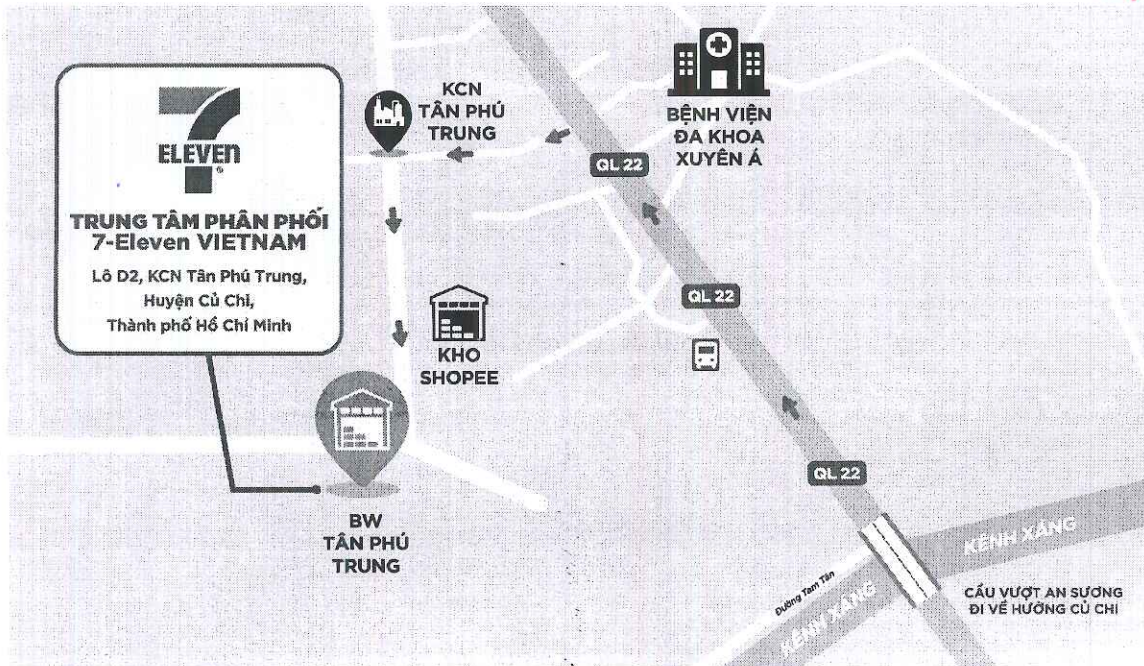 7
ELEVEN
TRUNG TÂM PHÂN PHỐI
7-Eleven VIETNAM
Lô D2, KCN Tân Phú Trung,
Huyện Củ Chi,
Thành phố Hồ Chí Minh
KCN
TÂN PHÚ
TRUNG
BỆNH VIỆN
ĐA KHOA
XUYÊN Á
QL 22
QL 22
KHO
SHOPEE
QL 22
BW
TÂN PHÚ
TRUNG
KÊNH XÁNG
Đường Tam Tân
KÊNH XÁNG
CẦU VƯỢT AN SƯƠNG
ĐI VỀ HƯỚNG CỦ CHI